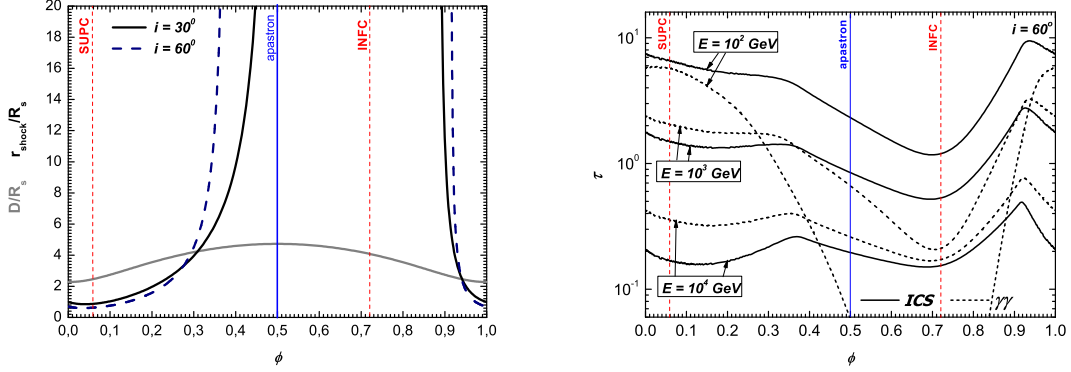 20
18
16
14
12
10
8
6
4
2
0
D/Rs r_shock/Rs
i = 30⁰
i = 60⁰
SUPC
apastron
INFC
0,0 0,1 0,2 0,3 0,4 0,5 0,6 0,7 0,8 0,9 1,0
ϕ
10¹
10⁰
10⁻¹
τ
SUPC
E = 10² GeV
E = 10³ GeV
E = 10⁴ GeV
apastron
INFC
i = 60°
ICS γγ
0.0 0.1 0.2 0.3 0.4 0.5 0.6 0.7 0.8 0.9 1.0
ϕ